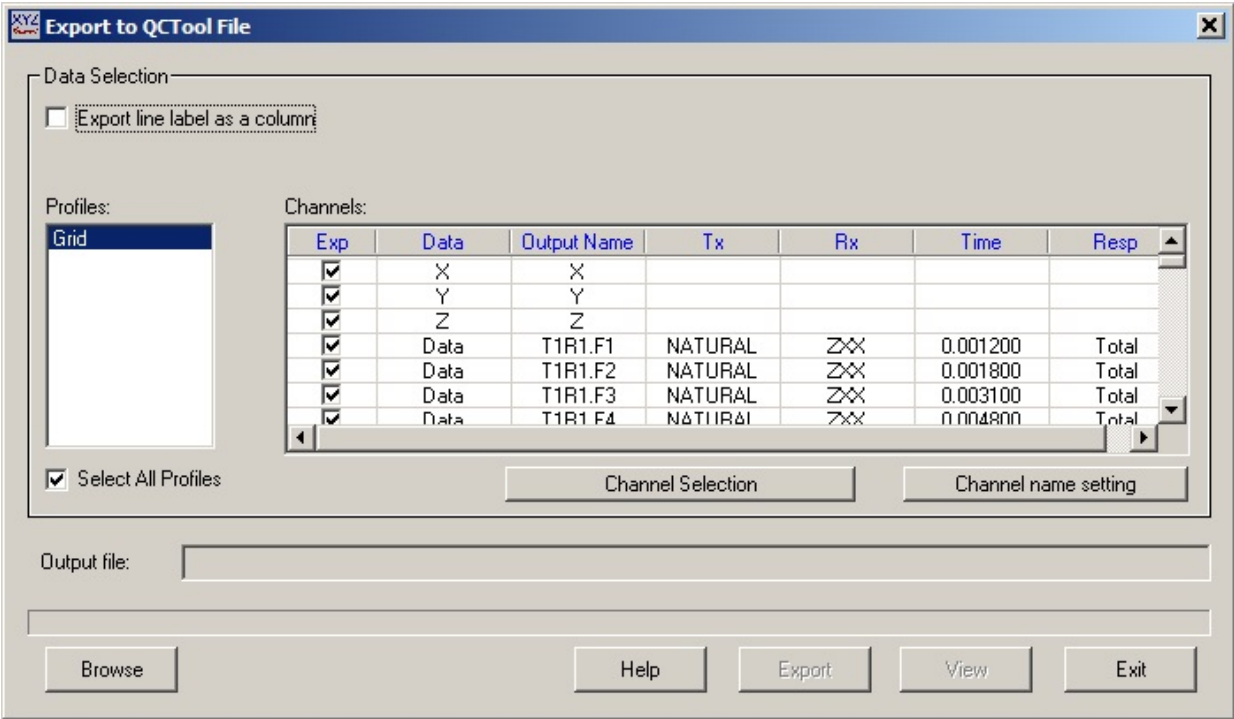 XYZ
Export to QCTool File
Data Selection
Export line label as a column
Profiles:
Channels:
Grid
Exp Data Output Name Tx Rx Time Resp
X X
Y Y
Z Z
Data T1R1.F1 NATURAL ZXX 0.001200 Total
Data T1R1.F2 NATURAL ZXX 0.001800 Total
Data T1R1.F3 NATURAL ZXX 0.003100 Total
Data T1R1.F4 NATURAL ZXX 0.004800 Total
Select All Profiles
Channel Selection
Channel name setting
Output file:
Browse
Help
Export
View
Exit